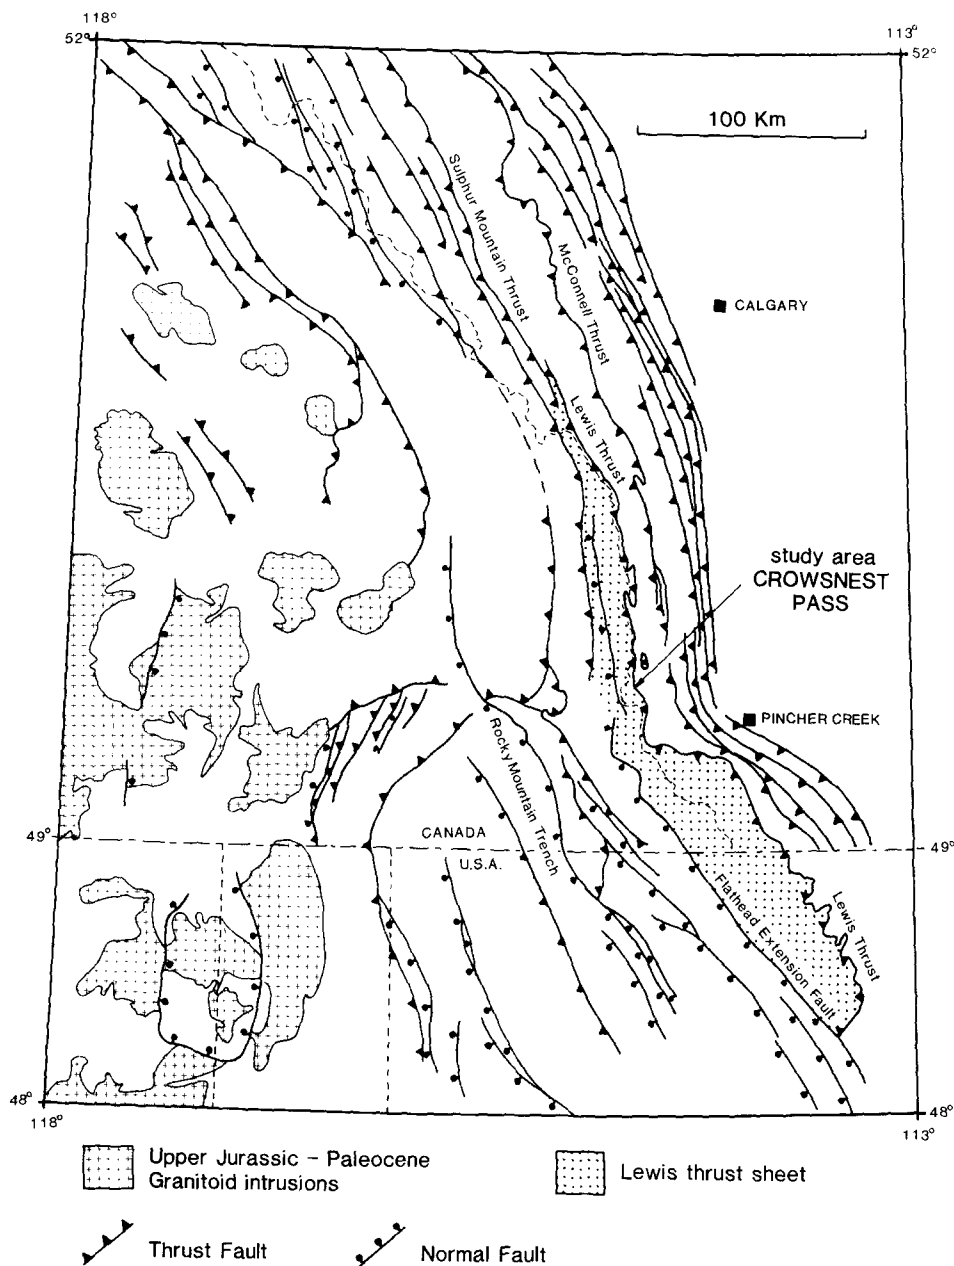 118°
113°
52°
52°
100 Km
Sulphur Mountain Thrust
McConnell Thrust
CALGARY
Lewis Thrust
study area
CROWSNEST
PASS
PINCHER CREEK
Rocky Mountain Trench
49°
CANADA
U.S.A.
49°
Flathead Extension Fault
Lewis Thrust
48°
48°
118°
113°
Upper Jurassic – Paleocene
Granitoid intrusions
Lewis thrust sheet
Thrust Fault
Normal Fault